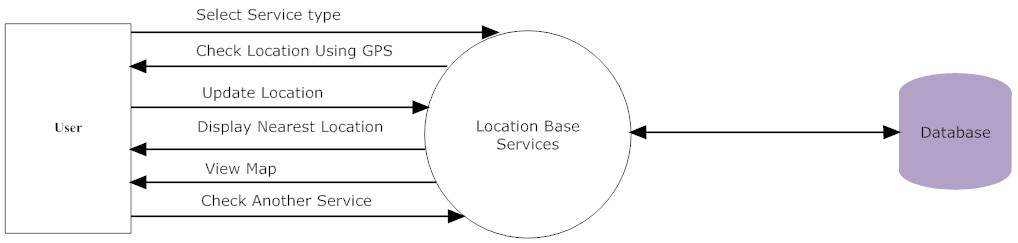 Select Service type
Check Location Using GPS
Update Location
User
Display Nearest Location
Location Base
Services
Database
View Map
Check Another Service